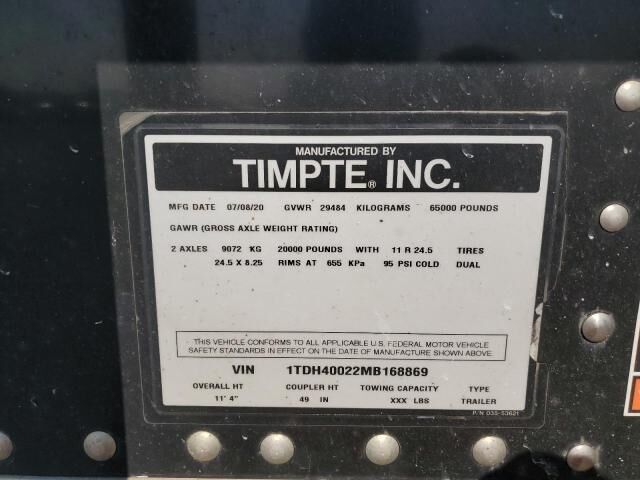 MANUFACTURED BY
TIMPTE® INC.
MFG DATE 07/08/20 GVWR 29484 KILOGRAMS 65000 POUNDS
GAWR (GROSS AXLE WEIGHT RATING)
2 AXLES 9072 KG 20000 POUNDS WITH 11 R 24.5 TIRES
24.5 X 8.25 RIMS AT 655 KPa 95 PSI COLD DUAL
THIS VEHICLE CONFORMS TO ALL APPLICABLE U.S. FEDERAL MOTOR VEHICLE
SAFETY STANDARDS IN EFFECT ON THE DATE OF MANUFACTURE SHOWN ABOVE.
VIN 1TDH40022MB168869
OVERALL HT COUPLER HT TOWING CAPACITY TYPE
11' 4" 49 IN XXX LBS TRAILER
P/N 035-53621